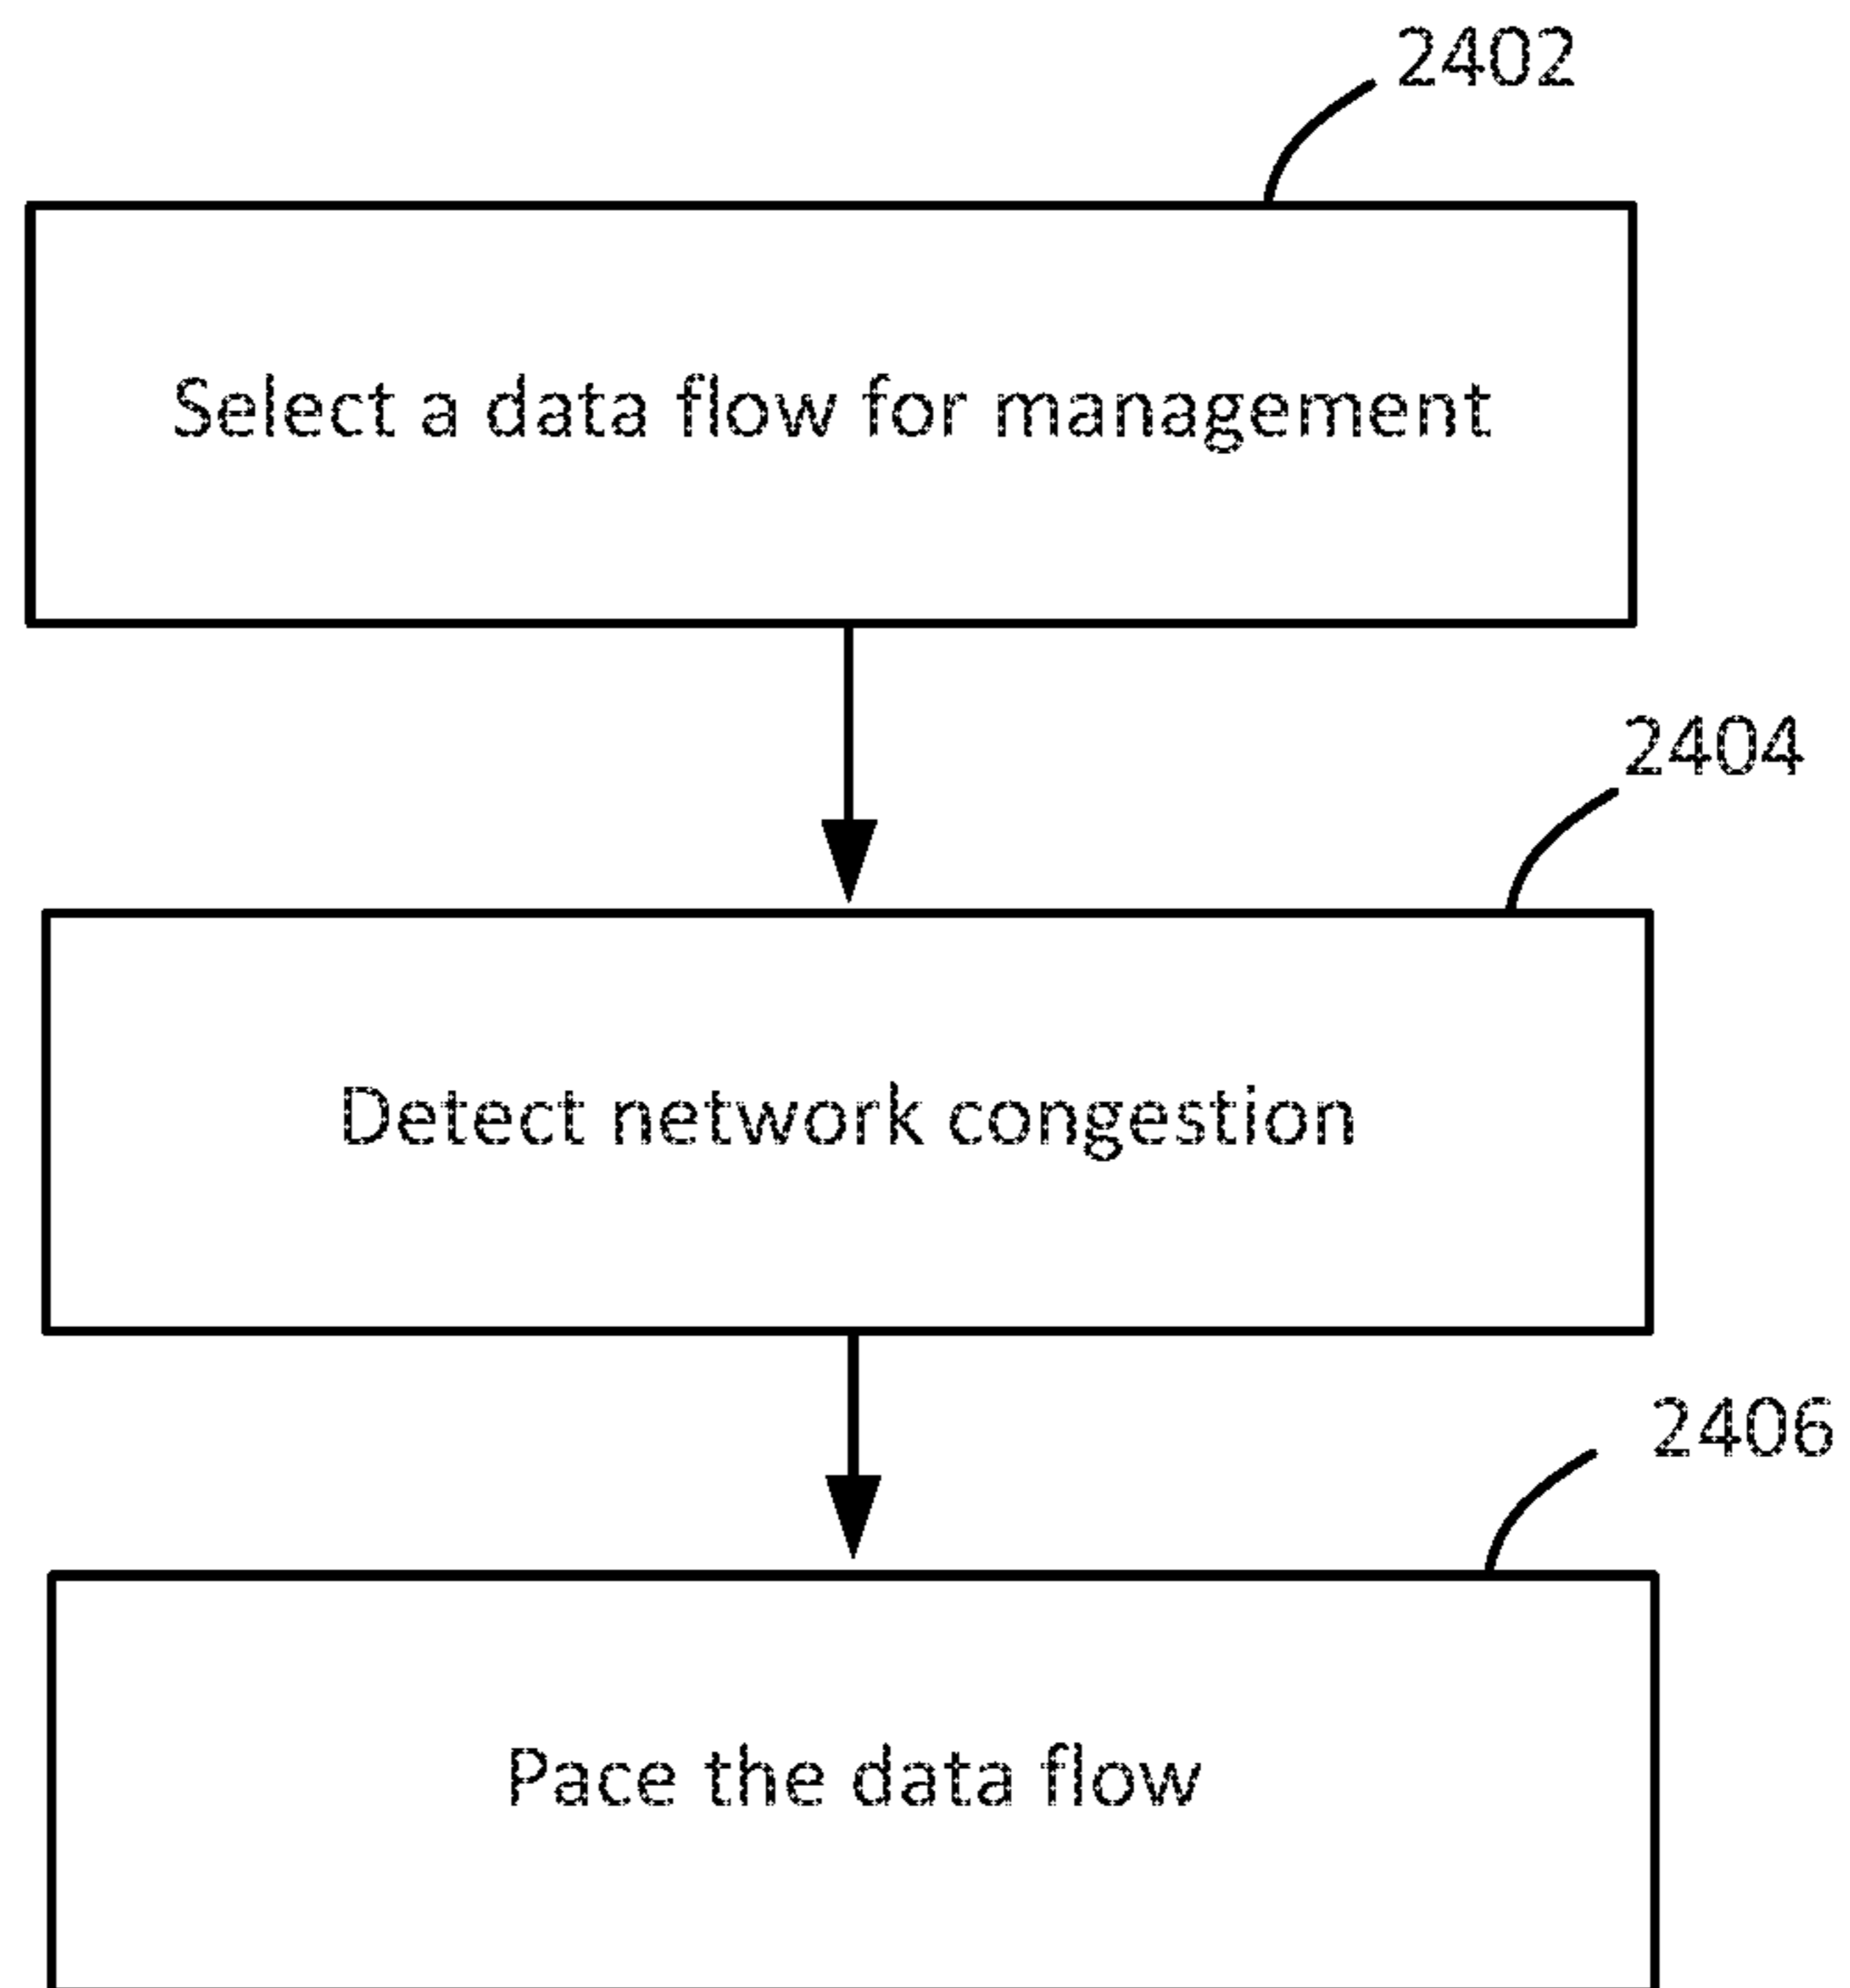 2402
Select a data flow for management
2404
Detect network congestion
2406
Pace the data flow